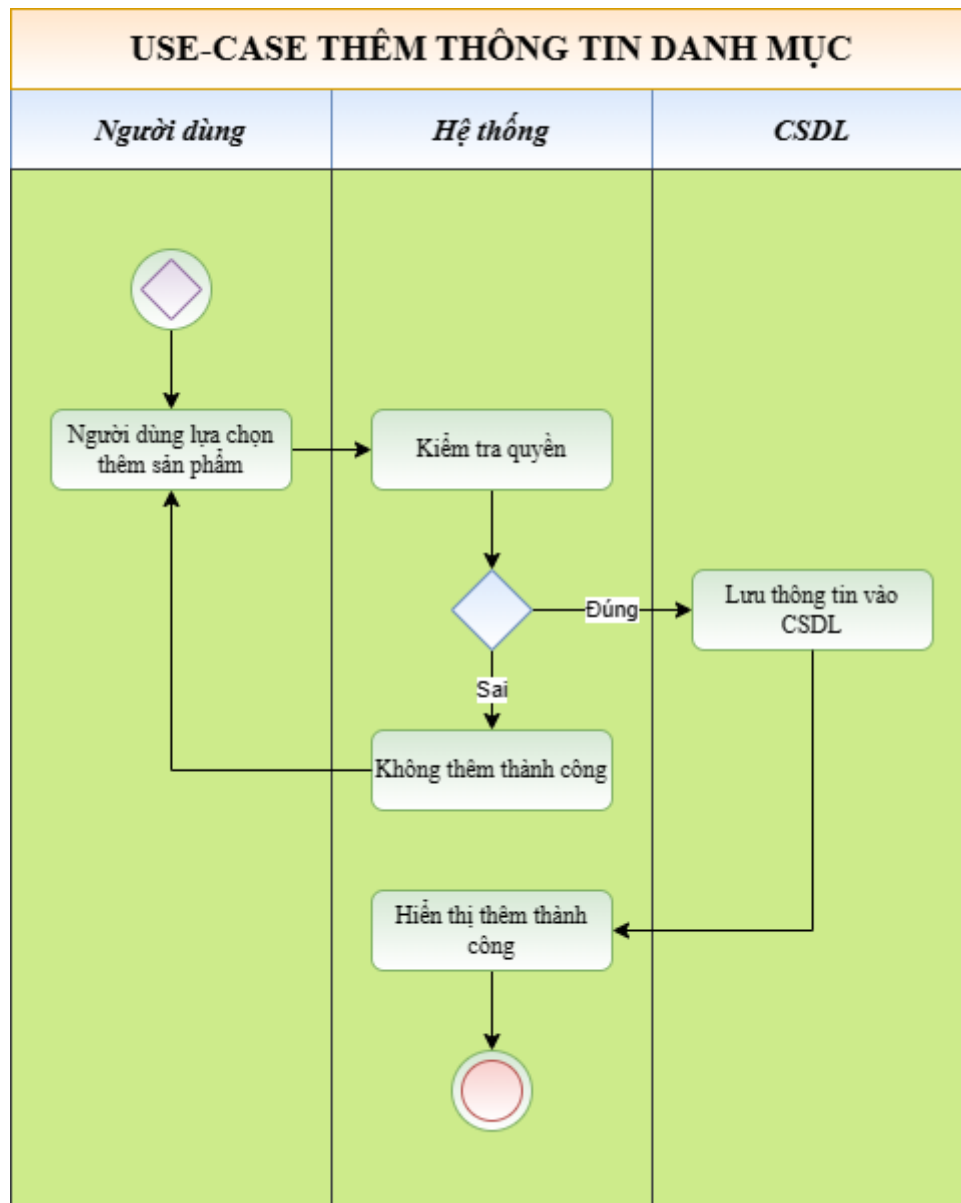 USE-CASE THÊM THÔNG TIN DANH MỤC
Người dùng
Hệ thống
CSDL
Người dùng lựa chọn
thêm sản phẩm
Kiểm tra quyền
Đúng
Lưu thông tin vào
CSDL
Sai
Không thêm thành công
Hiển thị thêm thành
công